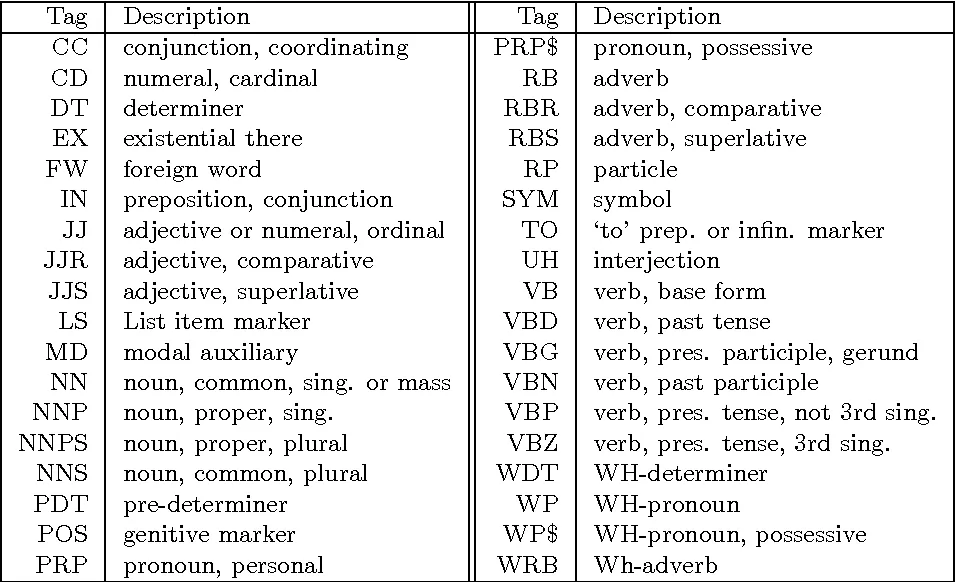 Tag Description Tag Description
CC conjunction, coordinating PRP$ pronoun, possessive
CD numeral, cardinal RB adverb
DT determiner RBR adverb, comparative
EX existential there RBS adverb, superlative
FW foreign word RP particle
IN preposition, conjunction SYM symbol
JJ adjective or numeral, ordinal TO ‘to’ prep. or infin. marker
JJR adjective, comparative UH interjection
JJS adjective, superlative VB verb, base form
LS List item marker VBD verb, past tense
MD modal auxiliary VBG verb, pres. participle, gerund
NN noun, common, sing. or mass VBN verb, past participle
NNP noun, proper, sing. VBP verb, pres. tense, not 3rd sing.
NNPS noun, proper, plural VBZ verb, pres. tense, 3rd sing.
NNS noun, common, plural WDT WH-determiner
PDT pre-determiner WP WH-pronoun
POS genitive marker WP$ WH-pronoun, possessive
PRP pronoun, personal WRB Wh-adverb